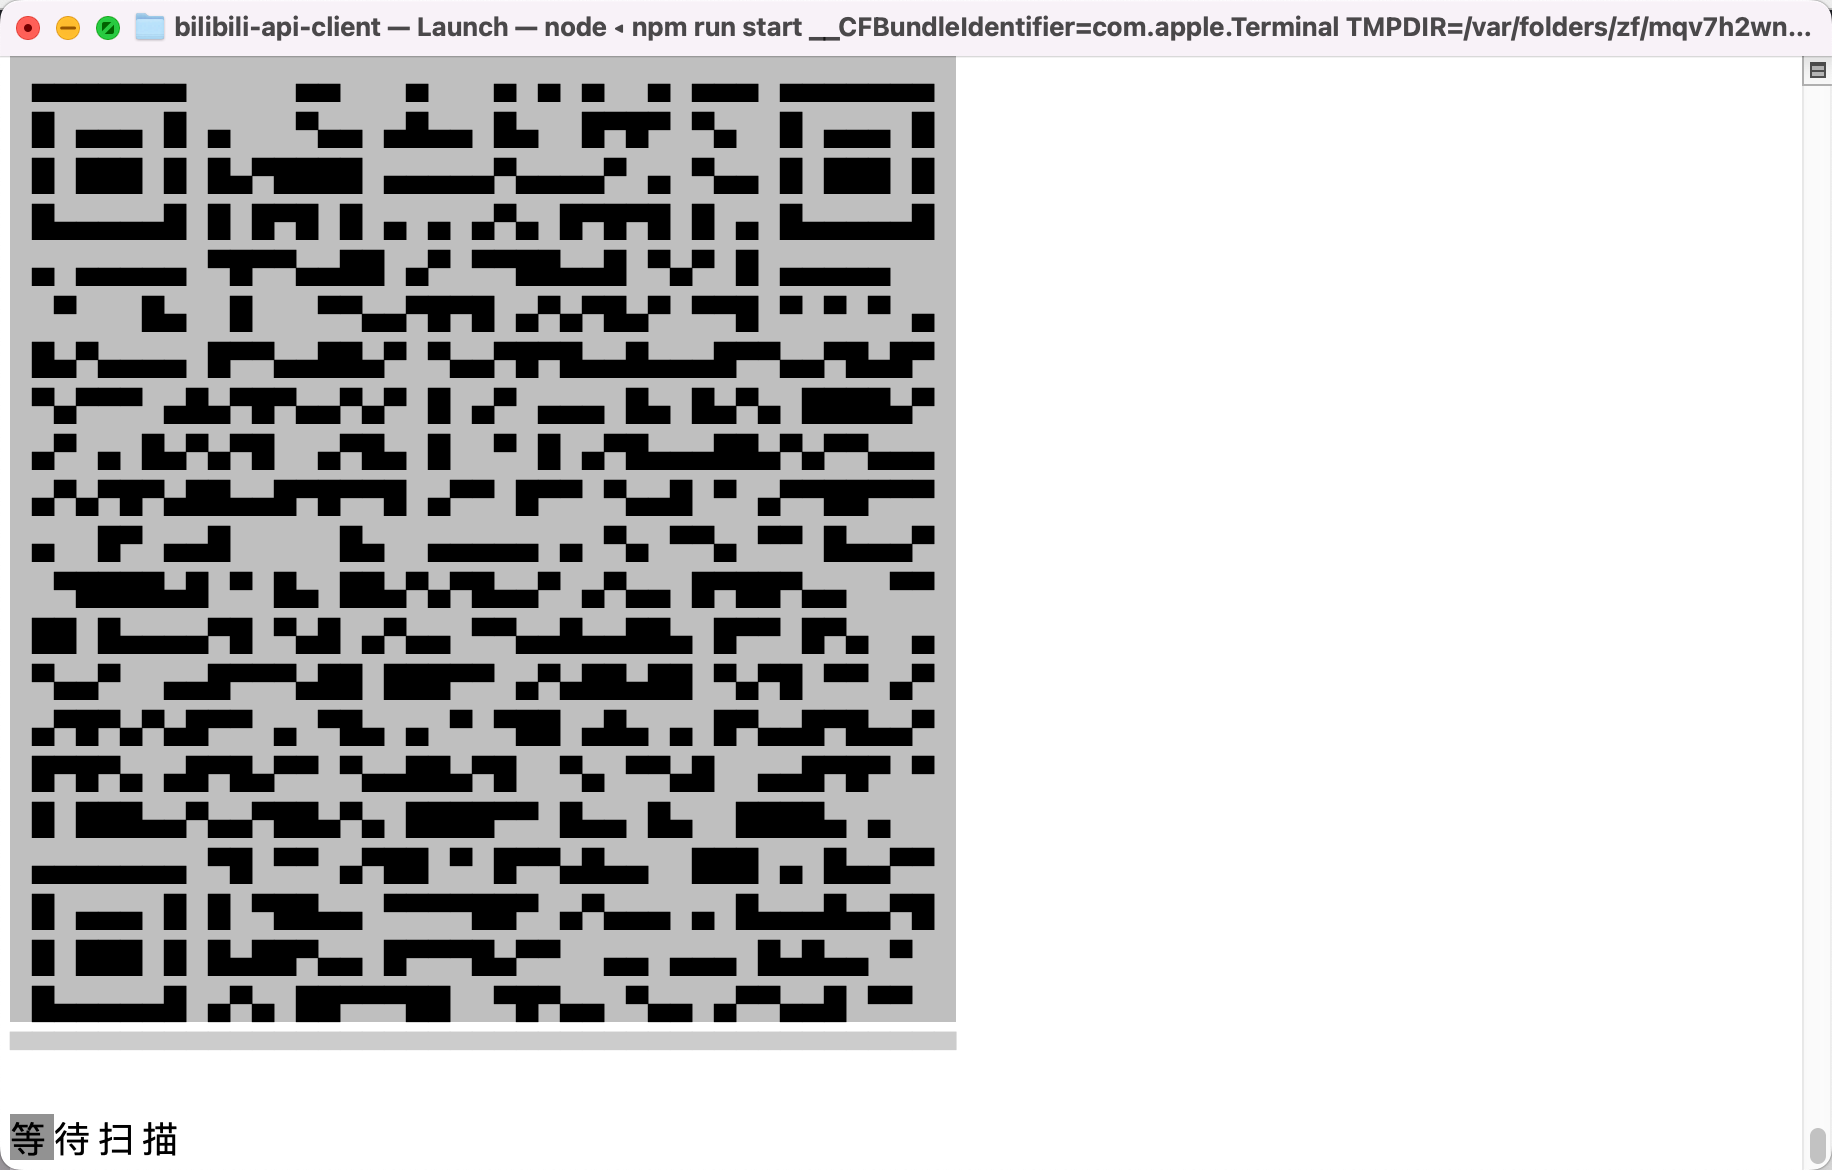 bilibili-api-client — Launch — node ◂ npm run start __CFBundleIdentifier=com.apple.Terminal TMPDIR=/var/folders/zf/mqv7h2wn...
等待扫描